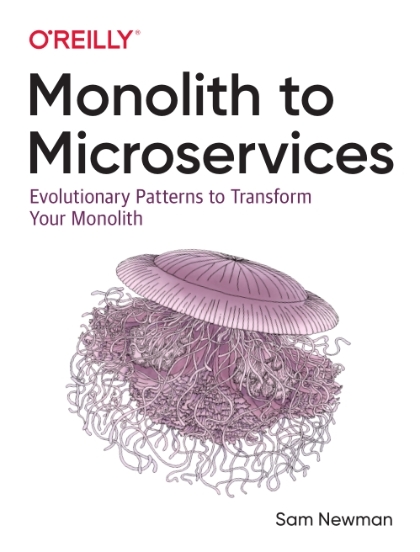 O'REILLY®
Monolith to
Microservices
Evolutionary Patterns to Transform
Your Monolith
Sam Newman